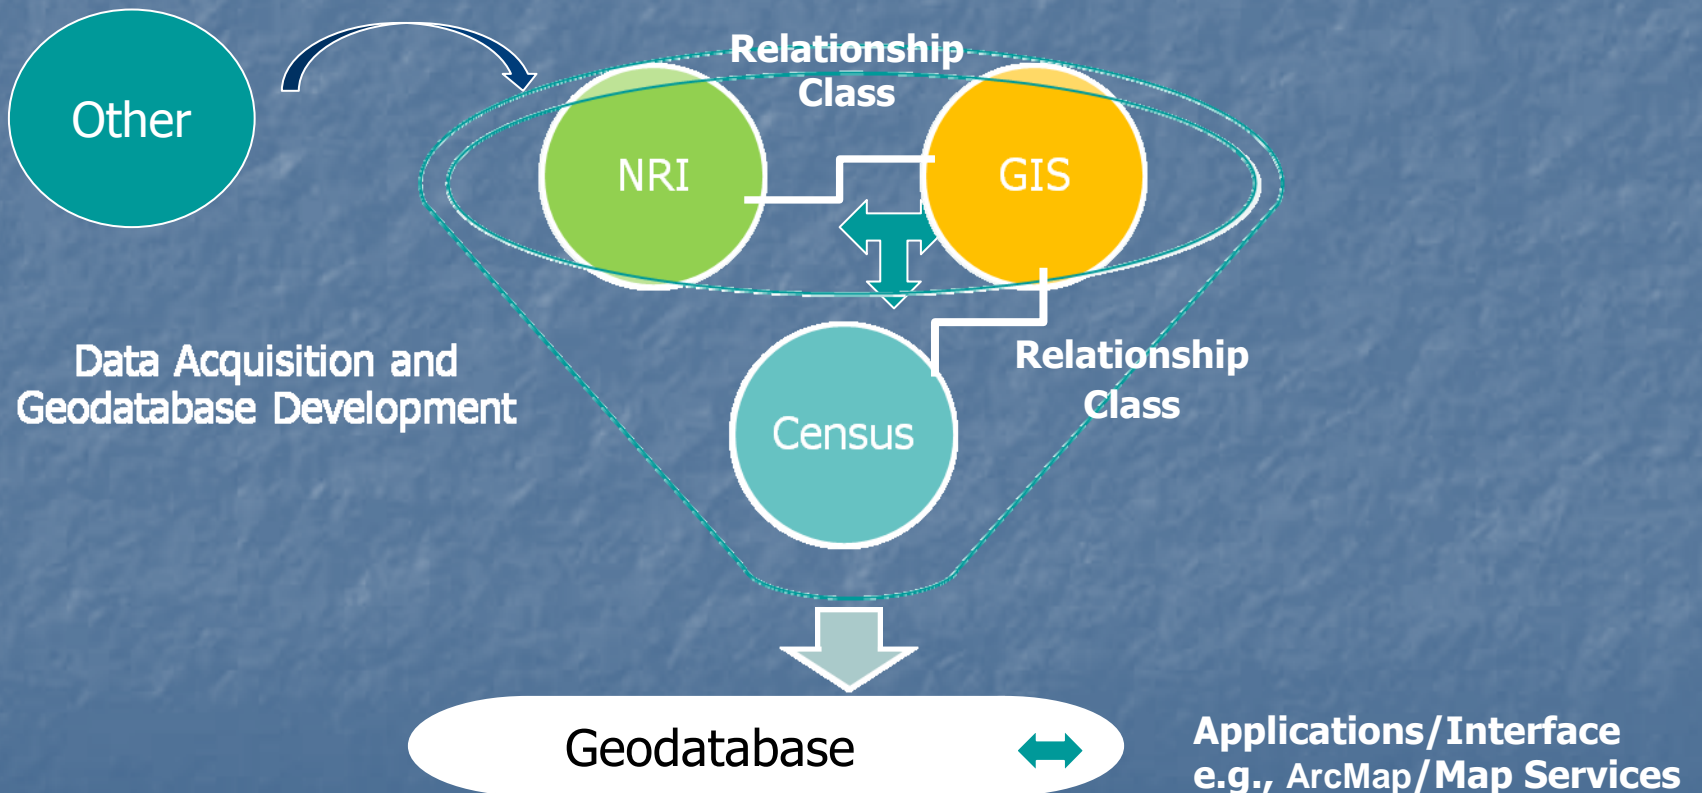 Relationship
Class
Other
NRI
GIS
Data Acquisition and
Geodatabase Development
Relationship
Class
Census
Geodatabase
Applications/Interface
e.g., ArcMap/Map Services